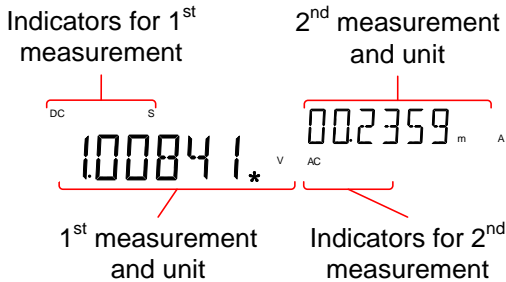 Indicators for 1st
measurement
2nd measurement
and unit
DC S
002359 m A
1.00841 * V
AC
1st measurement
and unit
Indicators for 2nd
measurement